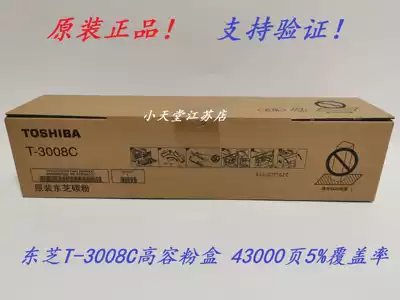 原装正品! 支持验证!
小天堂江苏店
TOSHIBA
T-3008C
原装东芝碳粉
东芝T-3008C高容粉盒 43000页5%覆盖率